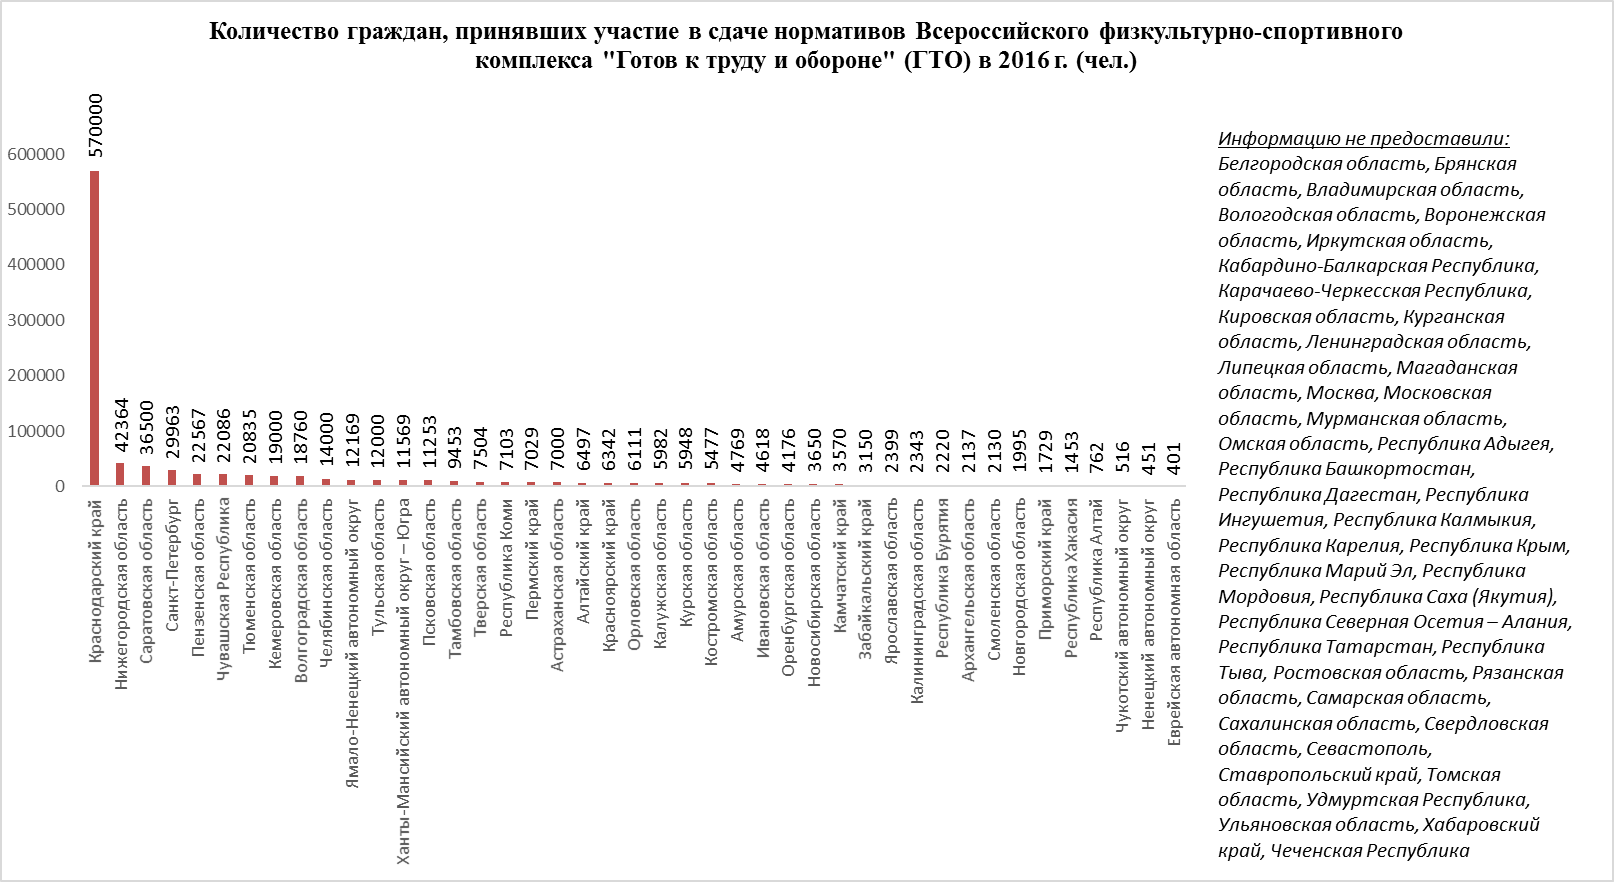 Количество граждан, принявших участие в сдаче нормативов Всероссийского физкультурно-спортивного
комплекса "Готов к труду и обороне" (ГТО) в 2016 г. (чел.)
600000
500000
400000
300000
200000
100000
0
570000
42364
36500
29963
22567
22086
20835
19000
18760
14000
12169
12000
11569
11253
9453
7504
7103
7029
7000
6497
6342
6111
5982
5948
5477
4769
4618
4176
3650
3570
3150
2399
2343
2220
2137
2130
1995
1729
1453
762
516
451
401
Краснодарский край
Нижегородская область
Саратовская область
Санкт-Петербург
Пензенская область
Чувашская Республика
Тюменская область
Кемеровская область
Волгоградская область
Челябинская область
Ямало-Ненецкий автономный округ
Тульская область
Ханты-Мансийский автономный округ – Югра
Псковская область
Тамбовская область
Тверская область
Республика Коми
Пермский край
Астраханская область
Алтайский край
Красноярский край
Орловская область
Калужская область
Курская область
Костромская область
Амурская область
Ивановская область
Оренбургская область
Новосибирская область
Камчатский край
Забайкальский край
Ярославская область
Калининградская область
Республика Бурятия
Архангельская область
Смоленская область
Новгородская область
Приморский край
Республика Хакасия
Республика Алтай
Чукотский автономный округ
Ненецкий автономный округ
Еврейская автономная область
Информацию не предоставили:
Белгородская область, Брянская
область, Владимирская область,
Вологодская область, Воронежская
область, Иркутская область,
Кабардино-Балкарская Республика,
Карачаево-Черкесская Республика,
Кировская область, Курганская
область, Ленинградская область,
Липецкая область, Магаданская
область, Москва, Московская
область, Мурманская область,
Омская область, Республика Адыгея,
Республика Башкортостан,
Республика Дагестан, Республика
Ингушетия, Республика Калмыкия,
Республика Карелия, Республика Крым,
Республика Марий Эл, Республика
Мордовия, Республика Саха (Якутия),
Республика Северная Осетия – Алания,
Республика Татарстан, Республика
Тыва, Ростовская область, Рязанская
область, Самарская область,
Сахалинская область, Свердловская
область, Севастополь,
Ставропольский край, Томская
область, Удмуртская Республика,
Ульяновская область, Хабаровский
край, Чеченская Республика